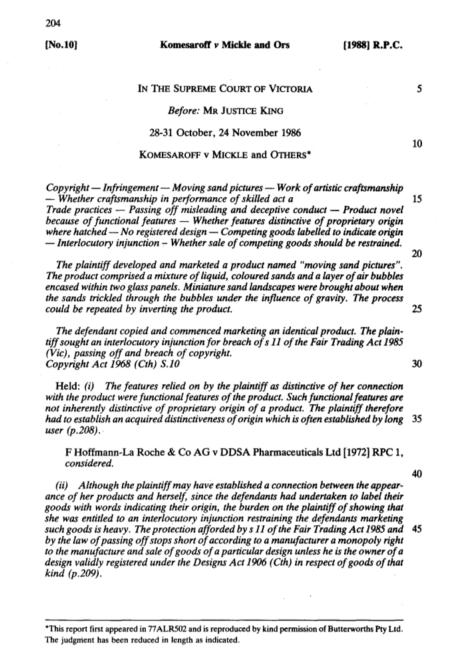 204
[No.10] Komesaroff v Mickle and Ors [1988] R.P.C.
IN THE SUPREME COURT OF VICTORIA 5
Before: MR JUSTICE KING
28-31 October, 24 November 1986
10
KOMESAROFF v MICKLE and OTHERS*
Copyright — Infringement — Moving sand pictures — Work of artistic craftsmanship
— Whether craftsmanship in performance of skilled act a 15
Trade practices — Passing off misleading and deceptive conduct — Product novel
because of functional features — Whether features distinctive of proprietary origin
where hatched — No registered design — Competing goods labelled to indicate origin
— Interlocutory injunction – Whether sale of competing goods should be restrained.
20
The plaintiff developed and marketed a product named "moving sand pictures".
The product comprised a mixture of liquid, coloured sands and a layer of air bubbles
encased within two glass panels. Miniature sand landscapes were brought about when
the sands trickled through the bubbles under the influence of gravity. The process
could be repeated by inverting the product. 25
The defendant copied and commenced marketing an identical product. The plain-
tiff sought an interlocutory injunction for breach of s 11 of the Fair Trading Act 1985
(Vic), passing off and breach of copyright.
Copyright Act 1968 (Cth) S.10 30
Held: (i) The features relied on by the plaintiff as distinctive of her connection
with the product were functional features of the product. Such functional features are
not inherently distinctive of proprietary origin of a product. The plaintiff therefore
had to establish an acquired distinctiveness of origin which is often established by long 35
user (p.208).
F Hoffmann-La Roche & Co AG v DDSA Pharmaceuticals Ltd [1972] RPC 1,
considered.
40
(ii) Although the plaintiff may have established a connection between the appear-
ance of her products and herself, since the defendants had undertaken to label their
goods with words indicating their origin, the burden on the plaintiff of showing that
she was entitled to an interlocutory injunction restraining the defendants marketing
such goods is heavy. The protection afforded by s 11 of the Fair Trading Act 1985 and 45
by the law of passing off stops short of according to a manufacturer a monopoly right
to the manufacture and sale of goods of a particular design unless he is the owner of a
design validly registered under the Designs Act 1906 (Cth) in respect of goods of that
kind (p.209).
*This report first appeared in 77ALR502 and is reproduced by kind permission of Butterworths Pty Ltd.
The judgment has been reduced in length as indicated.